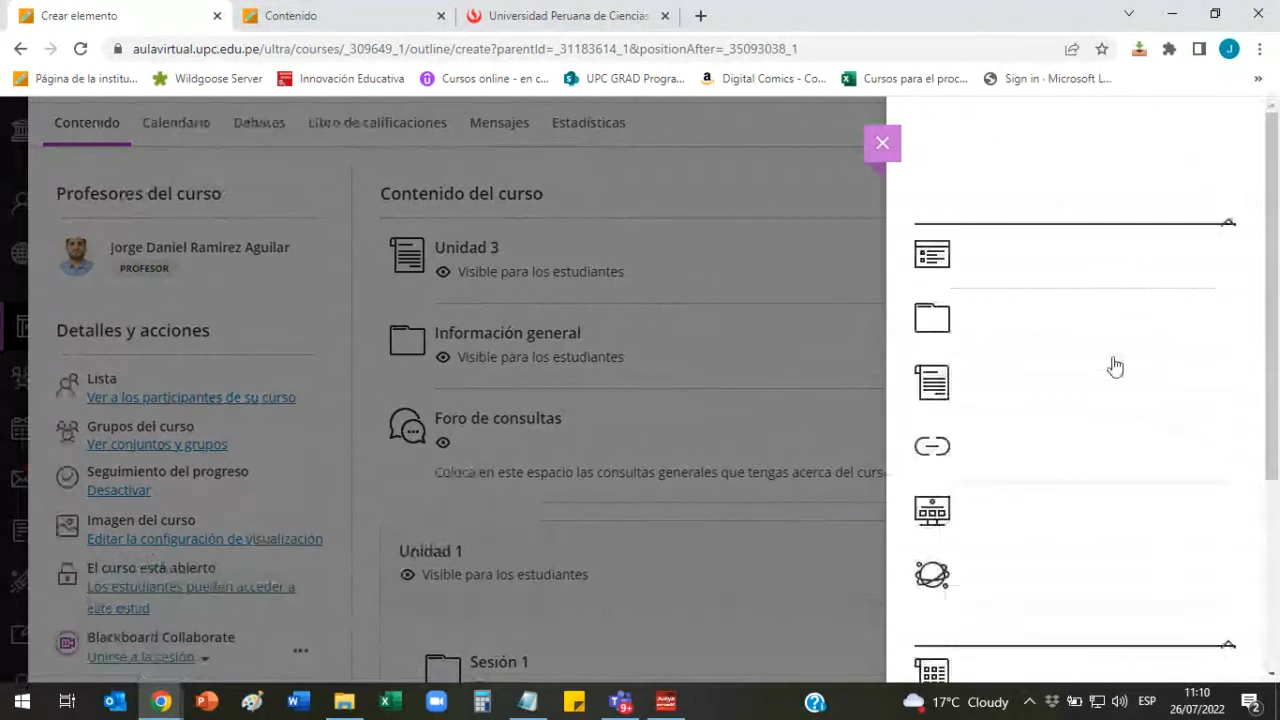 Crear elemento
Contenido
Universidad Peruana de Ciencias
aulavirtual.upc.edu.pe/ultra/courses/_309649_1/outline/create?parentId=_31183614_1&positionAfter=_35093038_1
J
Página de la institu...
Wildgoose Server
Innovación Educativa
Cursos online - en c...
UPC GRAD Progra...
Digital Comics - Co...
Cursos para el proc...
Sign in - Microsoft L...
»
Contenido
Calendario
Debates
Libro de calificaciones
Mensajes
Estadísticas
Profesores del curso
Jorge Daniel Ramirez Aguilar
PROFESOR
Detalles y acciones
Lista
Ver a los participantes de su curso
Grupos del curso
Ver conjuntos y grupos
Seguimiento del progreso
Desactivar
Imagen del curso
Editar la configuración de visualización
El curso está abierto
Los estudiantes pueden acceder a
este estud
Blackboard Collaborate
Unirse a la sesión
Contenido del curso
Unidad 3
Visible para los estudiantes
Información general
Visible para los estudiantes
Foro de consultas
Coloca en este espacio las consultas generales que tengas acerca del curs
Unidad 1
Visible para los estudiantes
Sesión 1
17°C Cloudy
ESP
11:10
26/07/2022